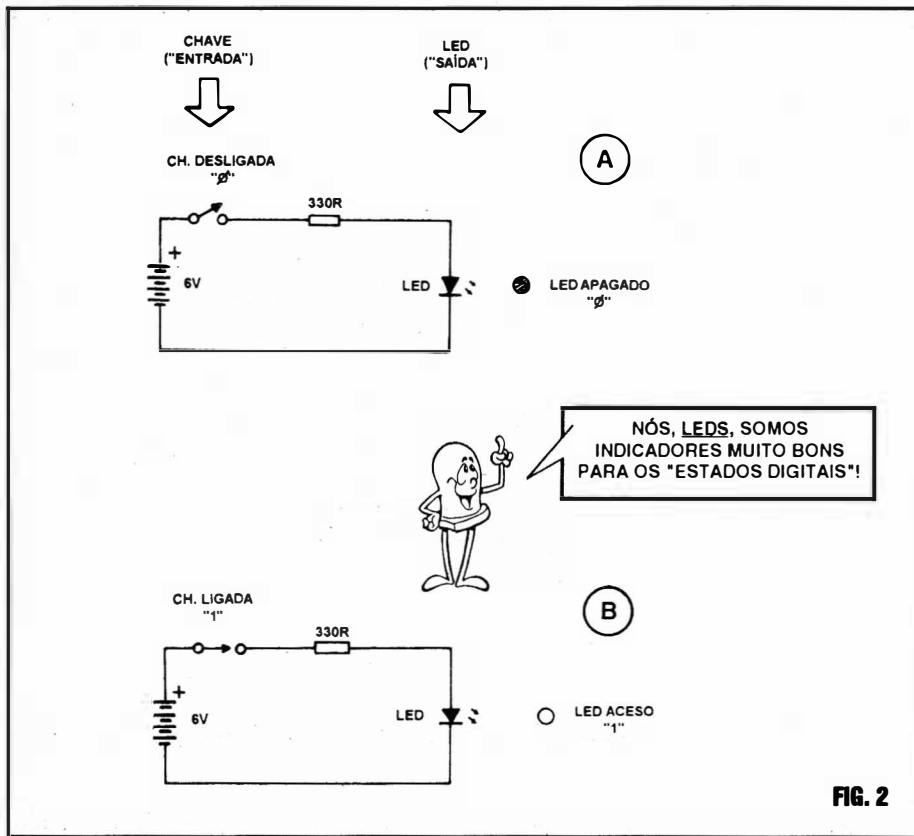 CHAVE
("ENTRADA")
LED
("SAÍDA")
A
CH. DESLIGADA
"Ø"
330R
+
6V
LED
LED APAGADO
"Ø"
NÓS, LEDS, SOMOS
INDICADORES MUITO BONS
PARA OS "ESTADOS DIGITAIS"!
CH. LIGADA
"1"
B
330R
+
6V
LED
LED ACESO
"1"
FIG. 2